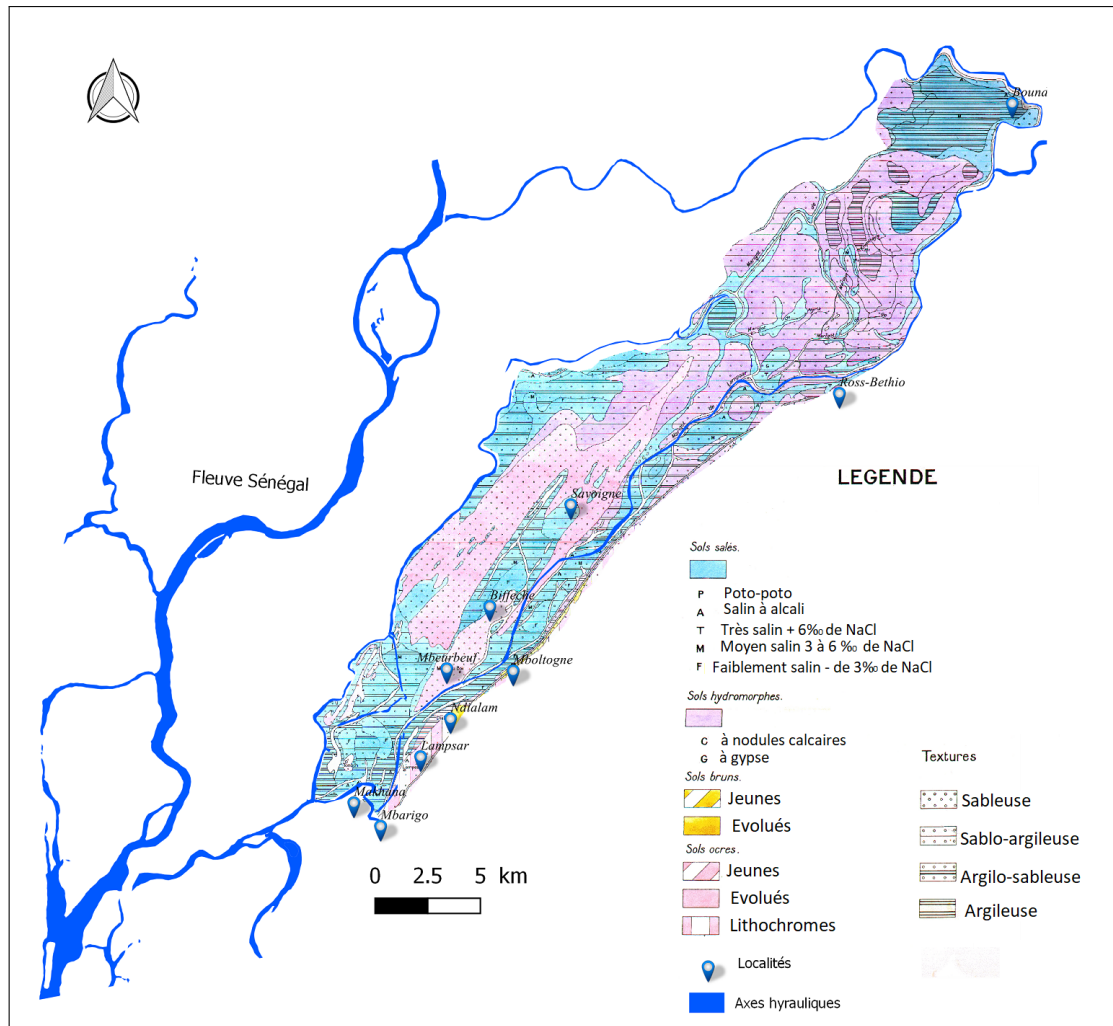 Bouna
Ross-Bethio
Fleuve Sénégal
LEGENDE
Savoigne
Sols salés.
P Poto-poto
A Salin à alcali
T Très salin + 6‰ de NaCl
M Moyen salin 3 à 6 ‰ de NaCl
F Faiblement salin - de 3‰ de NaCl
Biffeche
Mbeurbeuf
Mboltogne
Ndialam
Lampsar
Makhana
Mbarigo
0 2.5 5 km
Sols hydromorphes.
C à nodules calcaires
G à gypse
Sols bruns.
Jeunes
Evolués
Sols ocres.
Jeunes
Evolués
Lithochromes
Localités
Axes hyrauliques
Textures
Sableuse
Sablo-argileuse
Argilo-sableuse
Argileuse